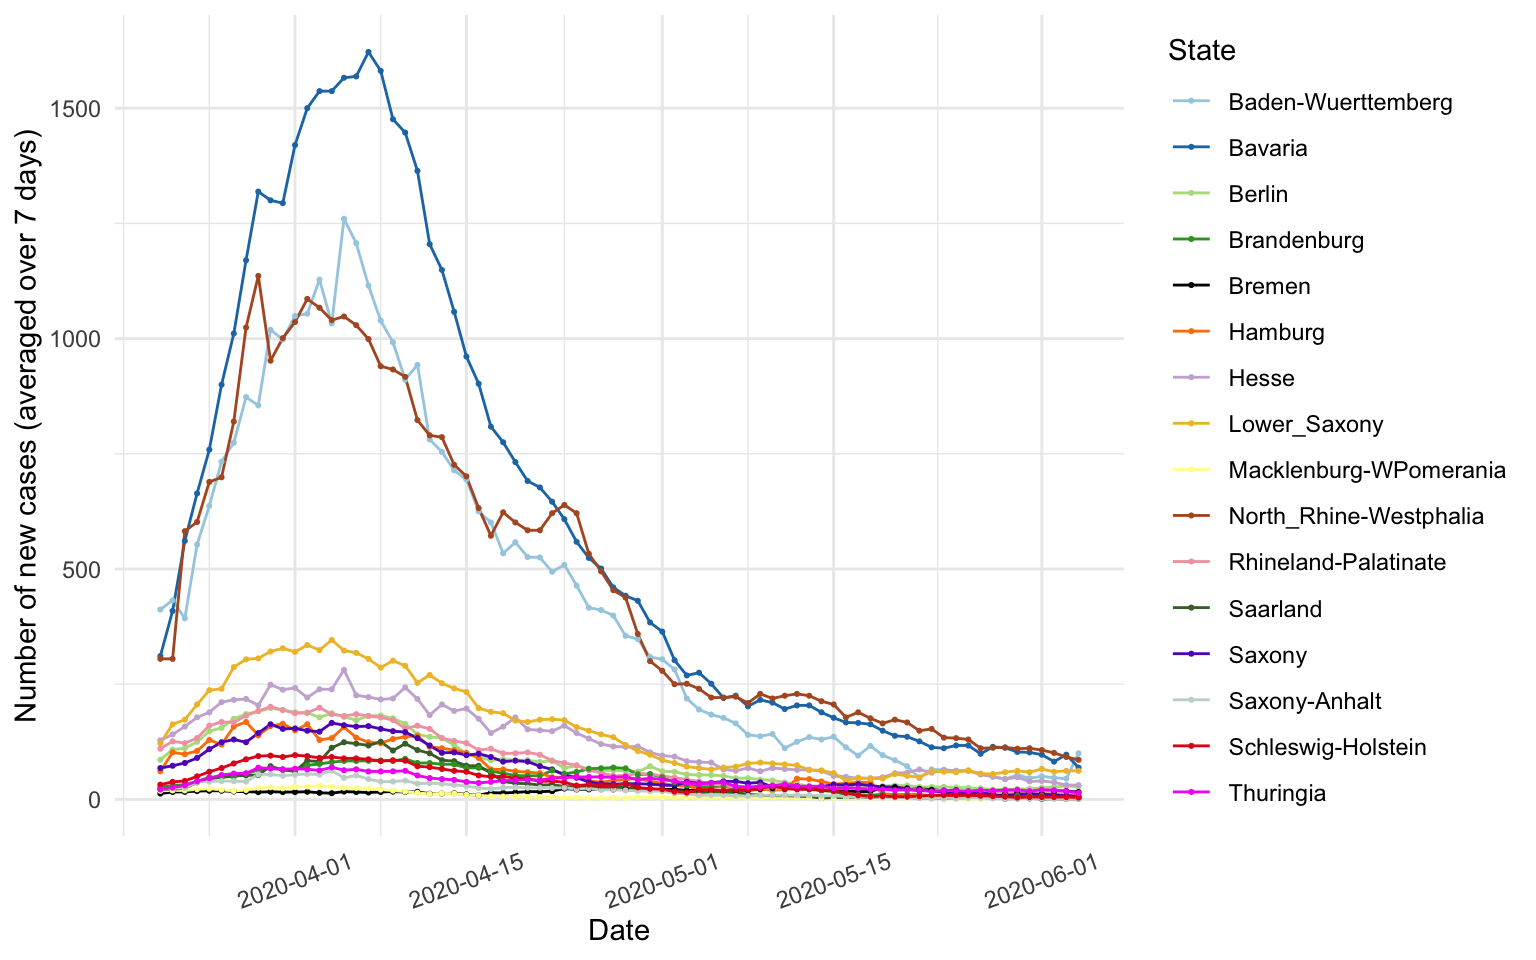 Number of new cases (averaged over 7 days)
1500
1000
500
0
2020-04-01
2020-04-15
2020-05-01
2020-05-15
2020-06-01
Date
State
Baden-Wuerttemberg
Bavaria
Berlin
Brandenburg
Bremen
Hamburg
Hesse
Lower_Saxony
Macklenburg-WPomerania
North_Rhine-Westphalia
Rhineland-Palatinate
Saarland
Saxony
Saxony-Anhalt
Schleswig-Holstein
Thuringia